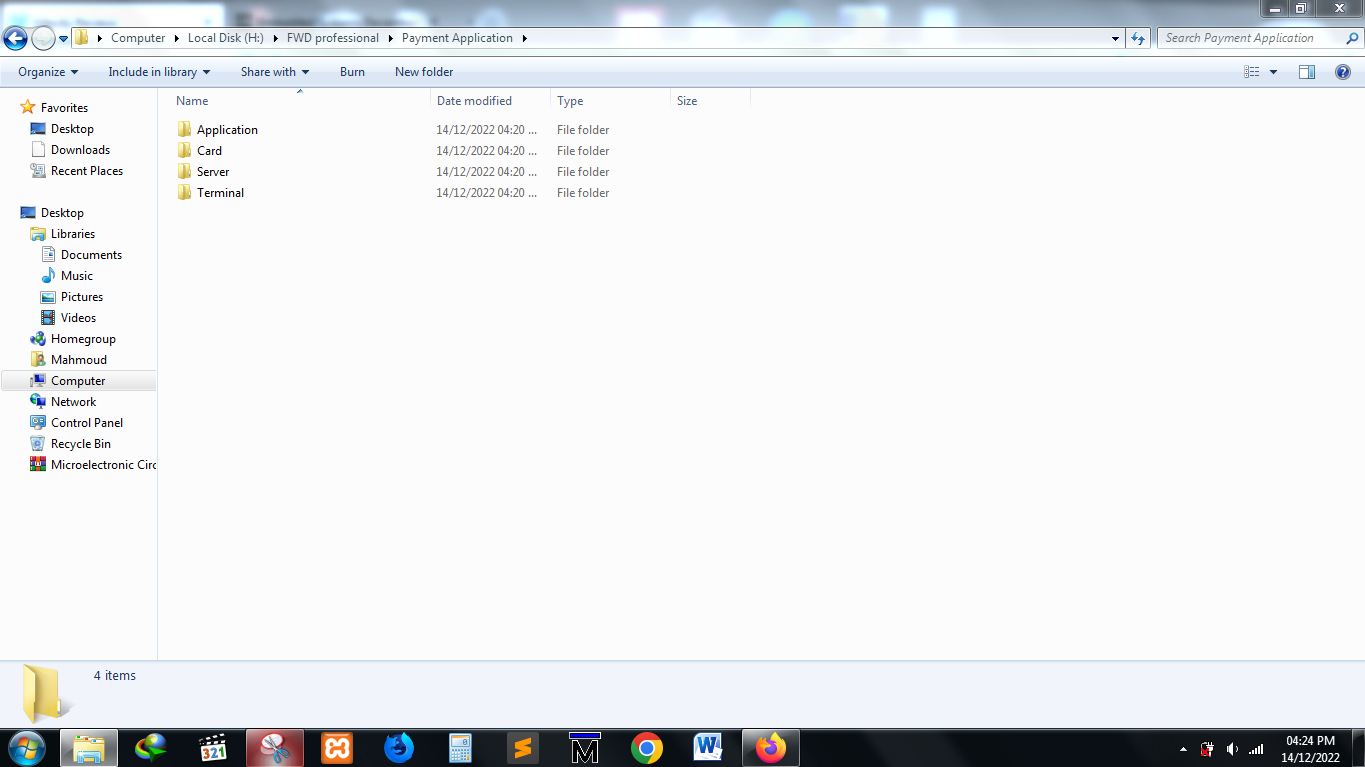 Computer Local Disk (H:) FWD professional Payment Application
Search Payment Application
Organize Include in library Share with Burn New folder
Name Date modified Type Size
Application 14/12/2022 04:20 ... File folder
Card 14/12/2022 04:20 ... File folder
Server 14/12/2022 04:20 ... File folder
Terminal 14/12/2022 04:20 ... File folder
Favorites
Desktop
Downloads
Recent Places
Desktop
Libraries
Documents
Music
Pictures
Videos
Homegroup
Mahmoud
Computer
Network
Control Panel
Recycle Bin
Microelectronic Circ
4 items
321
M
W
04:24 PM
14/12/2022